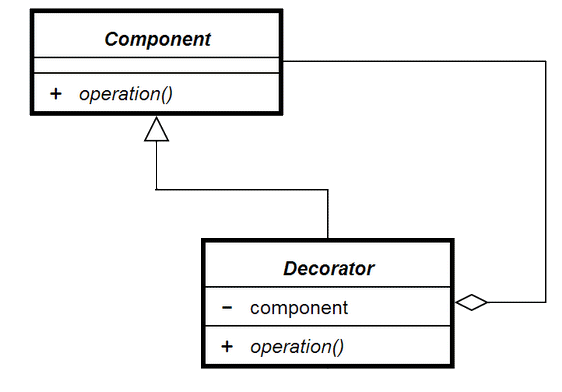 Component
+ operation()
Decorator
- component
+ operation()